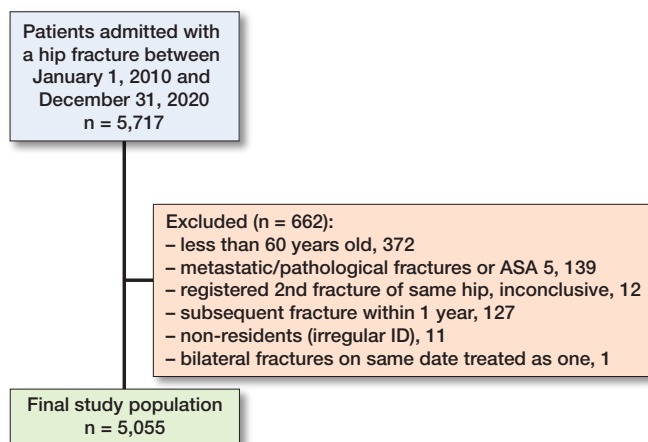 Patients admitted with
a hip fracture between
January 1, 2010 and
December 31, 2020
n = 5,717
Excluded (n = 662):
– less than 60 years old, 372
– metastatic/pathological fractures or ASA 5, 139
– registered 2nd fracture of same hip, inconclusive, 12
– subsequent fracture within 1 year, 127
– non-residents (irregular ID), 11
– bilateral fractures on same date treated as one, 1
Final study population
n = 5,055